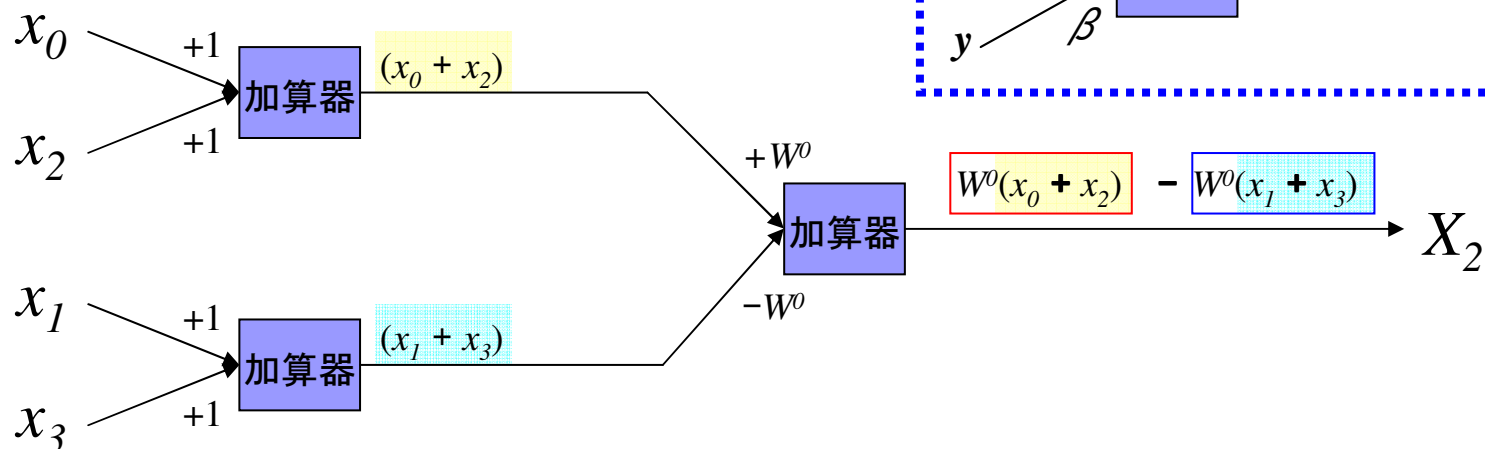 x₀
+1
加算器
(x₀ + x₂)
x₂
+1
y
β
+W⁰
加算器
W⁰(x₀ + x₂) − W⁰(x₁ + x₃)
X₂
−W⁰
x₁
+1
加算器
(x₁ + x₃)
x₃
+1